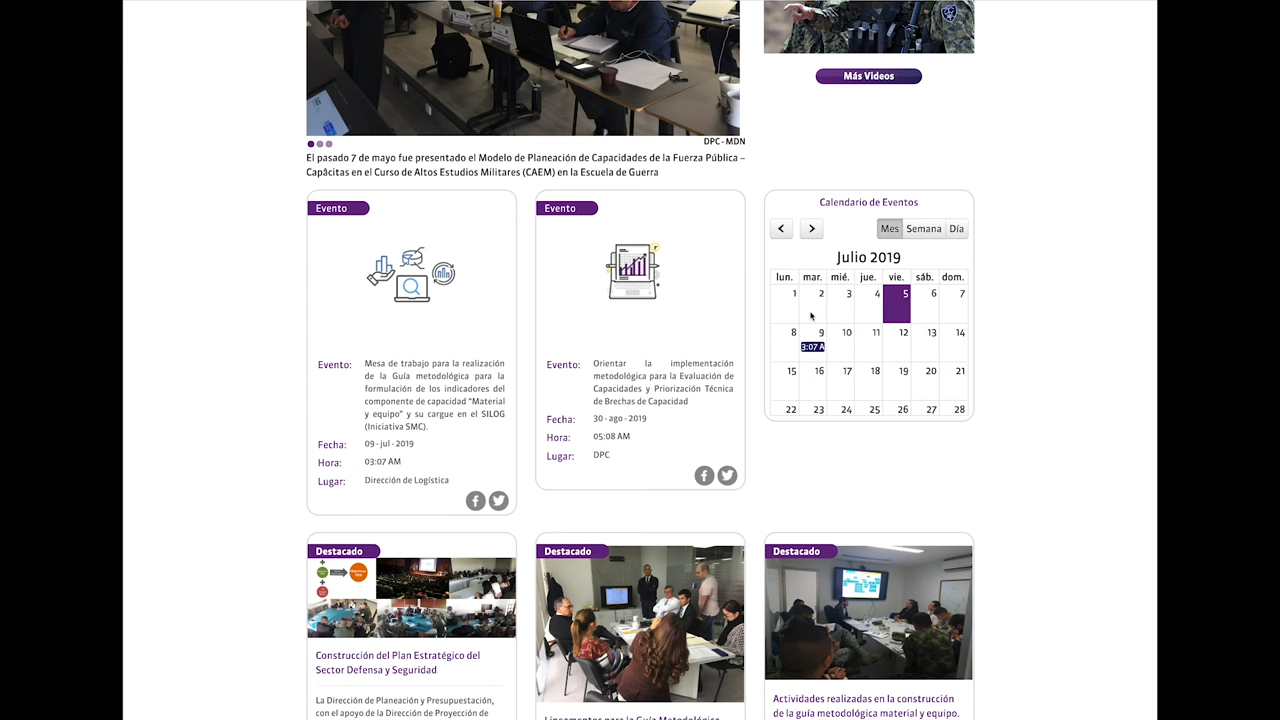 Más Videos
DPC - MDN
El pasado 7 de mayo fue presentado el Modelo de Planeación de Capacidades de la Fuerza Pública –
Capâcitas en el Curso de Altos Estudios Militares (CAEM) en la Escuela de Guerra
Evento
Evento:
Mesa de trabajo para la realización
de la Guía metodológica para la
formulación de los indicadores del
componente de capacidad "Material
y equipo" y su cargue en el SILOG
(Iniciativa SMC).
Fecha:
09 - jul - 2019
Hora:
03:07 AM
Lugar:
Dirección de Logística
Evento
Evento:
Orientar la implementación
metodológica para la Evaluación de
Capacidades y Priorización Técnica
de Brechas de Capacidad
Fecha:
30 - ago - 2019
Hora:
05:08 AM
Lugar:
DPC
Calendario de Eventos
Mes Semana Día
Julio 2019
lun. mar. mié. jue. vie. sáb. dom.
1 2 3 4 5 6 7
8 9 10 11 12 13 14
3:07 A
15 16 17 18 19 20 21
22 23 24 25 26 27 28
Destacado
Construcción del Plan Estratégico del
Sector Defensa y Seguridad
La Dirección de Planeación y Presupuestación,
con el apoyo de la Dirección de Proyección de
Destacado
Lineamentos para la Guía Metodológica
Destacado
Actividades realizadas en la construcción
de la guía metodológica material y equipo.